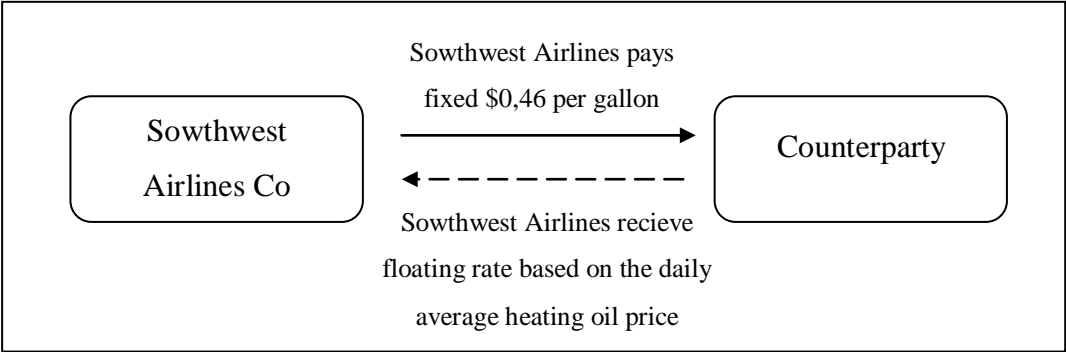 Sowthwest Airlines pays
fixed $0,46 per gallon
Sowthwest
Airlines Co
Counterparty
Sowthwest Airlines recieve
floating rate based on the daily
average heating oil price